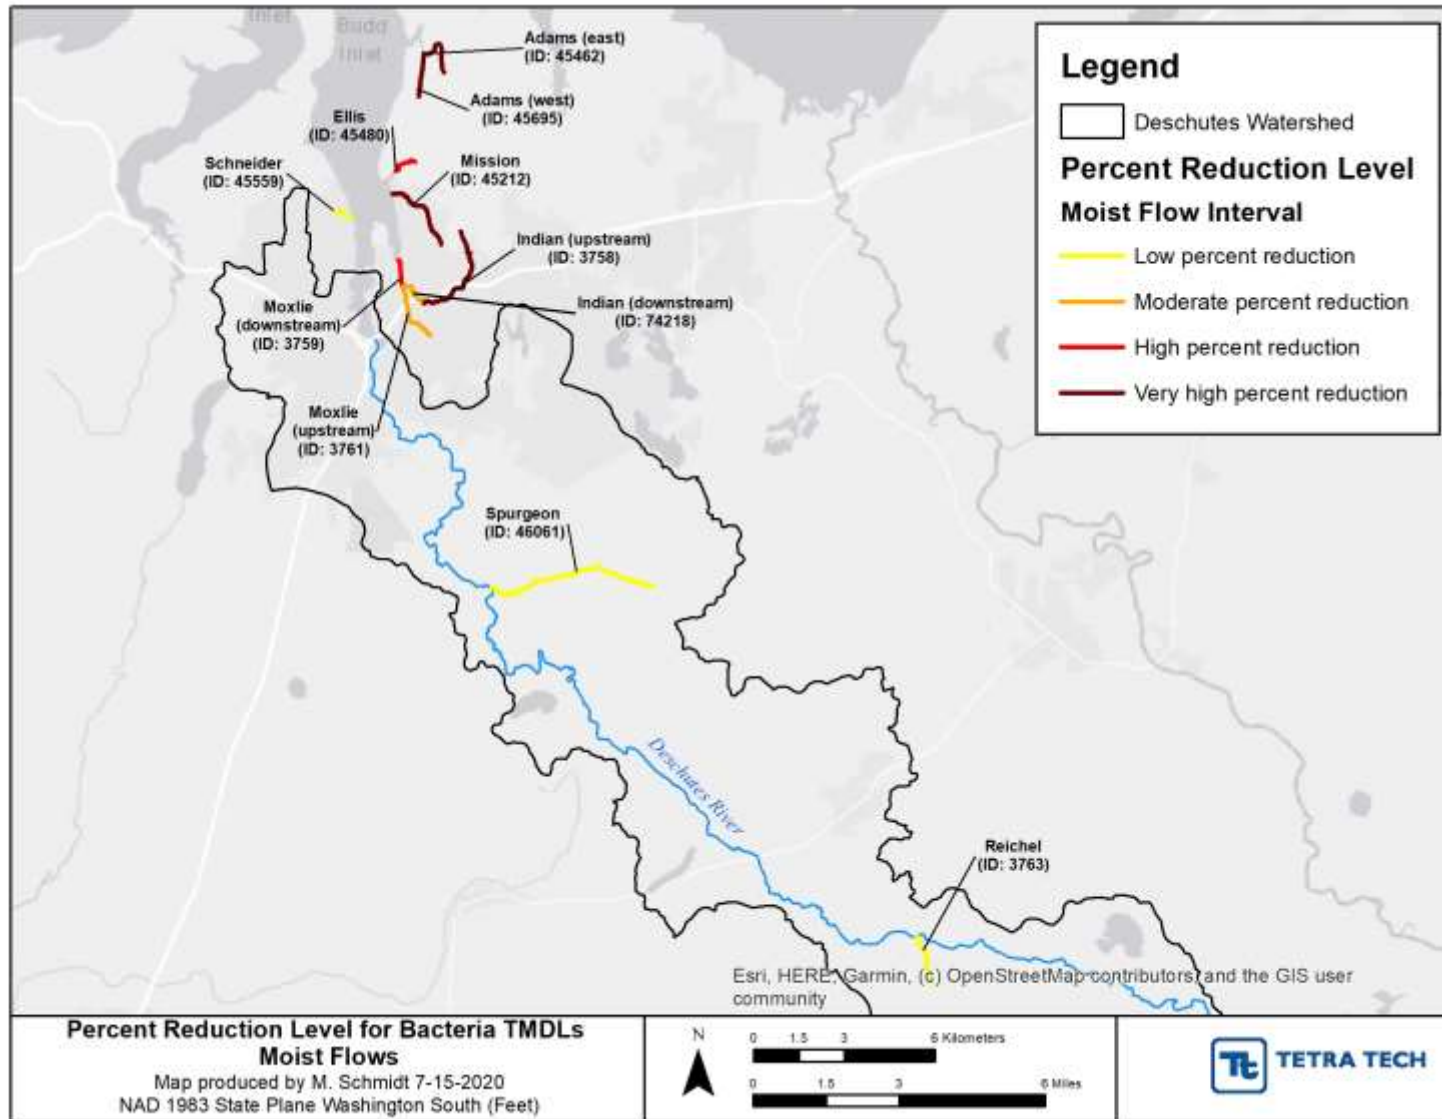 Inlet
Budd
Inlet
Adams (east)
(ID: 45462)
Adams (west)
(ID: 45695)
Ellis
(ID: 45480)
Schneider
(ID: 45559)
Mission
(ID: 45212)
Indian (upstream)
(ID: 3758)
Indian (downstream)
(ID: 74218)
Moxlie
(downstream)
(ID: 3759)
Moxlie
(upstream)
(ID: 3761)
Spurgeon
(ID: 46061)
Deschutes River
Reichel
(ID: 3763)
Esri, HERE, Garmin, (c) OpenStreetMap contributors, and the GIS user
community
Legend
Deschutes Watershed
Percent Reduction Level
Moist Flow Interval
Low percent reduction
Moderate percent reduction
High percent reduction
Very high percent reduction
Percent Reduction Level for Bacteria TMDLs
Moist Flows
Map produced by M. Schmidt 7-15-2020
NAD 1983 State Plane Washington South (Feet)
N
0 1.5 3 6 Kilometers
0 1.5 3 6 Miles
Tt TETRA TECH